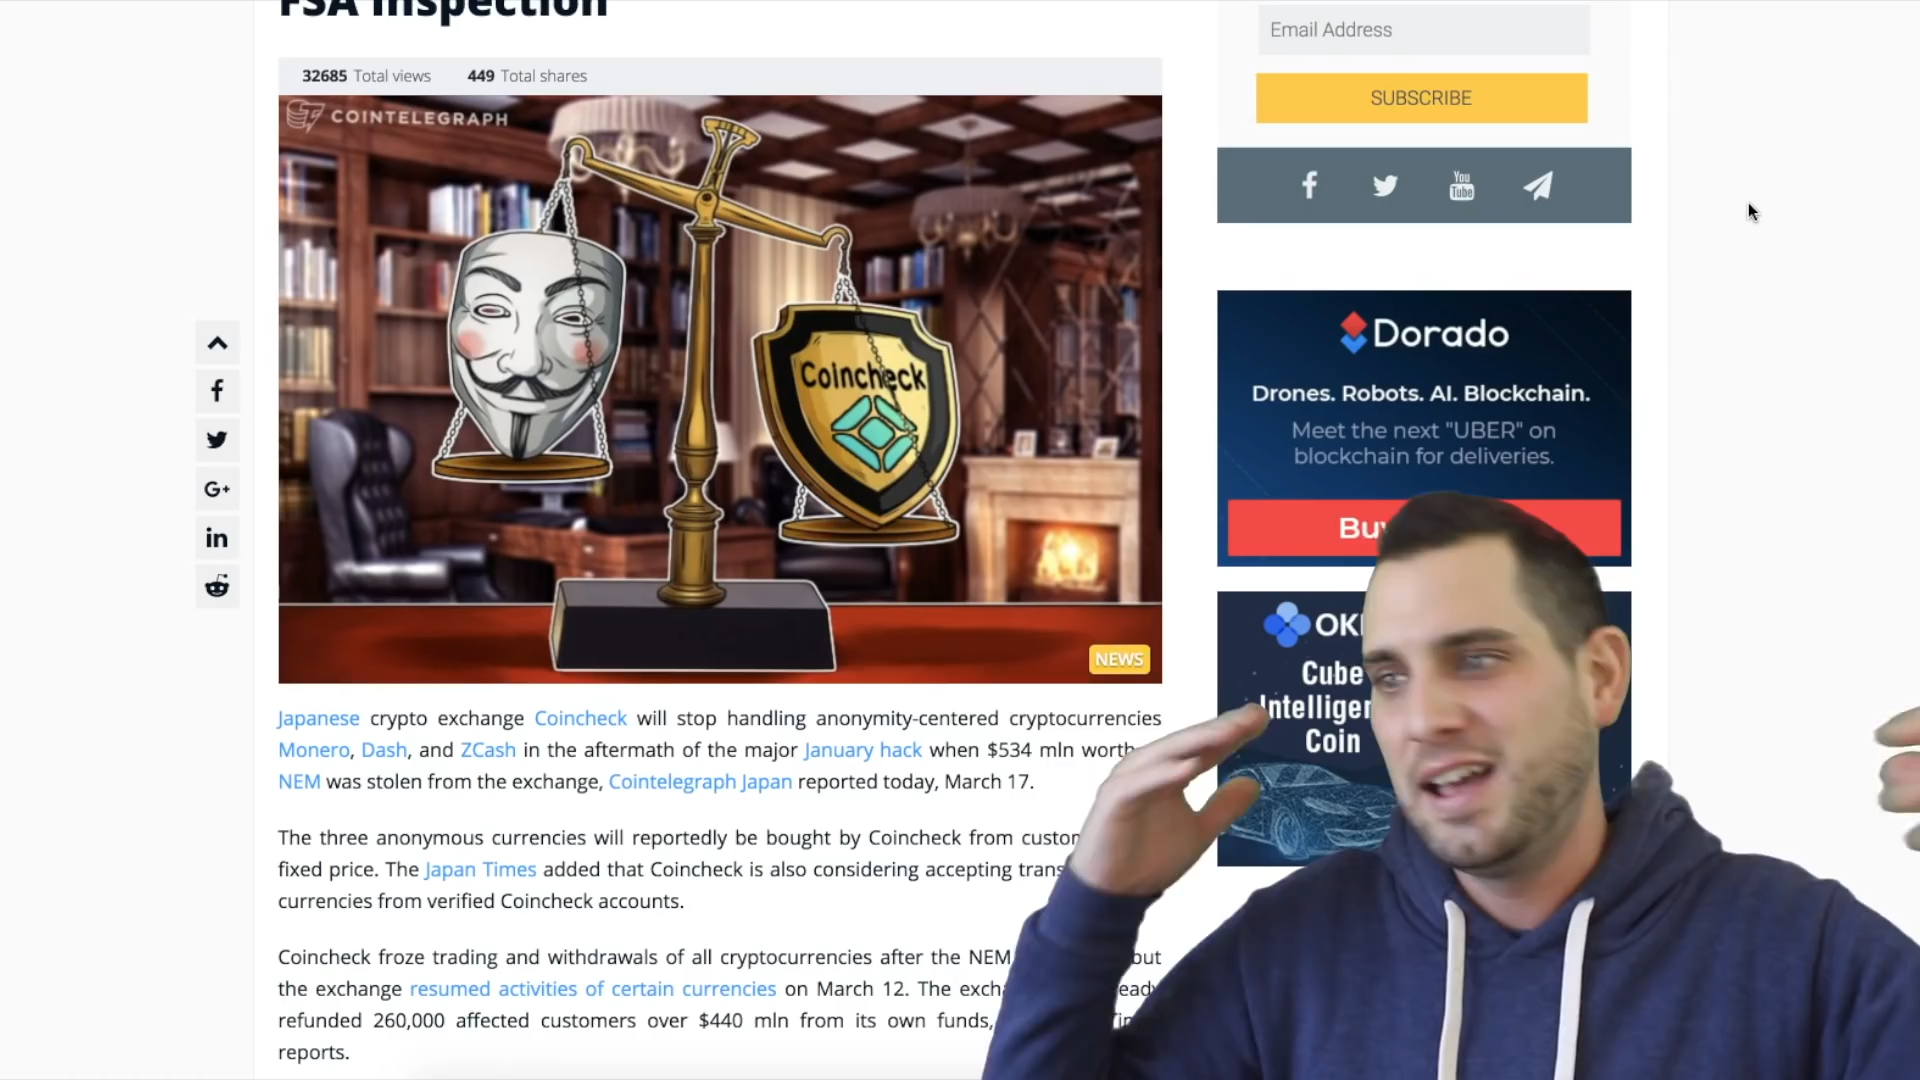 FSA Inspection
32685 Total views 449 Total shares
COINTELEGRAPH
Coincheck
NEWS
Japanese crypto exchange Coincheck will stop handling anonymity-centered cryptocurrencies
Monero, Dash, and ZCash in the aftermath of the major January hack when $534 mln worth
NEM was stolen from the exchange, Cointelegraph Japan reported today, March 17.
The three anonymous currencies will reportedly be bought by Coincheck from
fixed price. The Japan Times added that Coincheck is also considering accepting
currencies from verified Coincheck accounts.
Coincheck froze trading and withdrawals of all cryptocurrencies after the NEM but
the exchange resumed activities of certain currencies on March 12. The
refunded 260,000 affected customers over $440 mln from its own funds,
reports.
G+
in
Email Address
SUBSCRIBE
You
Tube
Dorado
Drones. Robots. AI. Blockchain.
Meet the next "UBER" on
blockchain for deliveries.
Cube
Coin